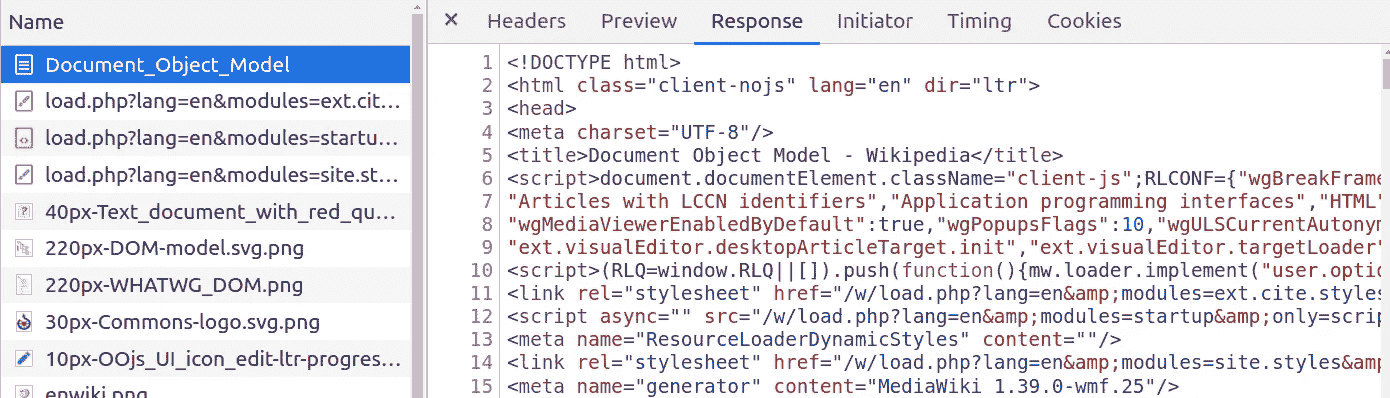 Name
Document_Object_Model
load.php?lang=en&modules=ext.cit…
load.php?lang=en&modules=startu…
load.php?lang=en&modules=site.st…
40px-Text_document_with_red_qu…
220px-DOM-model.svg.png
220px-WHATWG_DOM.png
30px-Commons-logo.svg.png
10px-OOjs_UI_icon_edit-ltr-progres…
enwiki.png
Headers Preview Response Initiator Timing Cookies
1 <!DOCTYPE html>
2 <html class="client-nojs" lang="en" dir="ltr">
3 <head>
4 <meta charset="UTF-8"/>
5 <title>Document Object Model - Wikipedia</title>
6 <script>document.documentElement.className="client-js";RLCONF={"wgBreakFrame
7 "Articles with LCCN identifiers","Application programming interfaces","HTML"
8 "wgMediaViewerEnabledByDefault":true,"wgPopupsFlags":10,"wgULSCurrentAutonym
9 "ext.visualEditor.desktopArticleTarget.init","ext.visualEditor.targetLoader"
10 <script>(RLQ=window.RLQ||[]).push(function(){mw.loader.implement("user.optio
11 <link rel="stylesheet" href="/w/load.php?lang=en&amp;modules=ext.cite.styles
12 <script async="" src="/w/load.php?lang=en&amp;modules=startup&amp;only=scrip
13 <meta name="ResourceLoaderDynamicStyles" content=""/>
14 <link rel="stylesheet" href="/w/load.php?lang=en&amp;modules=site.styles&am
15 <meta name="generator" content="MediaWiki 1.39.0-wmf.25"/>